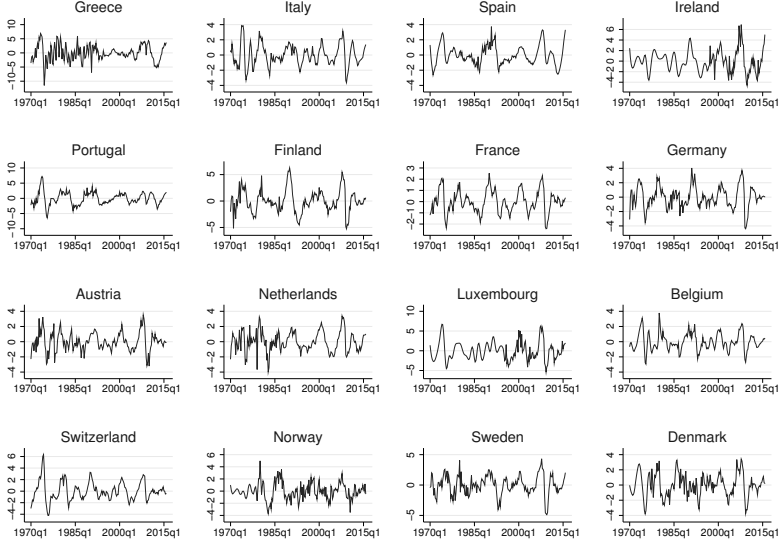 Greece Italy Spain Ireland
10 4 4 6
5 2 2 4
0 0 0 2
−5 −2 −2 −2 0
−10 −4 −4 −4
1970q1 1985q1 2000q1 2015q1 1970q1 1985q1 2000q1 2015q1 1970q1 1985q1 2000q1 2015q1 1970q1 1985q1 2000q1 2015q1
Portugal Finland France Germany
10 5 3 4
5 0 2 2
0 −5 1 0
−5 0 −2
−10 −1 −4
−2
1970q1 1985q1 2000q1 2015q1 1970q1 1985q1 2000q1 2015q1 1970q1 1985q1 2000q1 2015q1 1970q1 1985q1 2000q1 2015q1
Austria Netherlands Luxembourg Belgium
4 4 10 4
2 2 5 2
0 0 0 0
−2 −2 −5 −2
−4 −4 −4
1970q1 1985q1 2000q1 2015q1 1970q1 1985q1 2000q1 2015q1 1970q1 1985q1 2000q1 2015q1 1970q1 1985q1 2000q1 2015q1
Switzerland Norway Sweden Denmark
6 6 5 4
4 4 0 2
2 2 −5 0
0 0 −2
−2 −2 −4
−4 −4
1970q1 1985q1 2000q1 2015q1 1970q1 1985q1 2000q1 2015q1 1970q1 1985q1 2000q1 2015q1 1970q1 1985q1 2000q1 2015q1